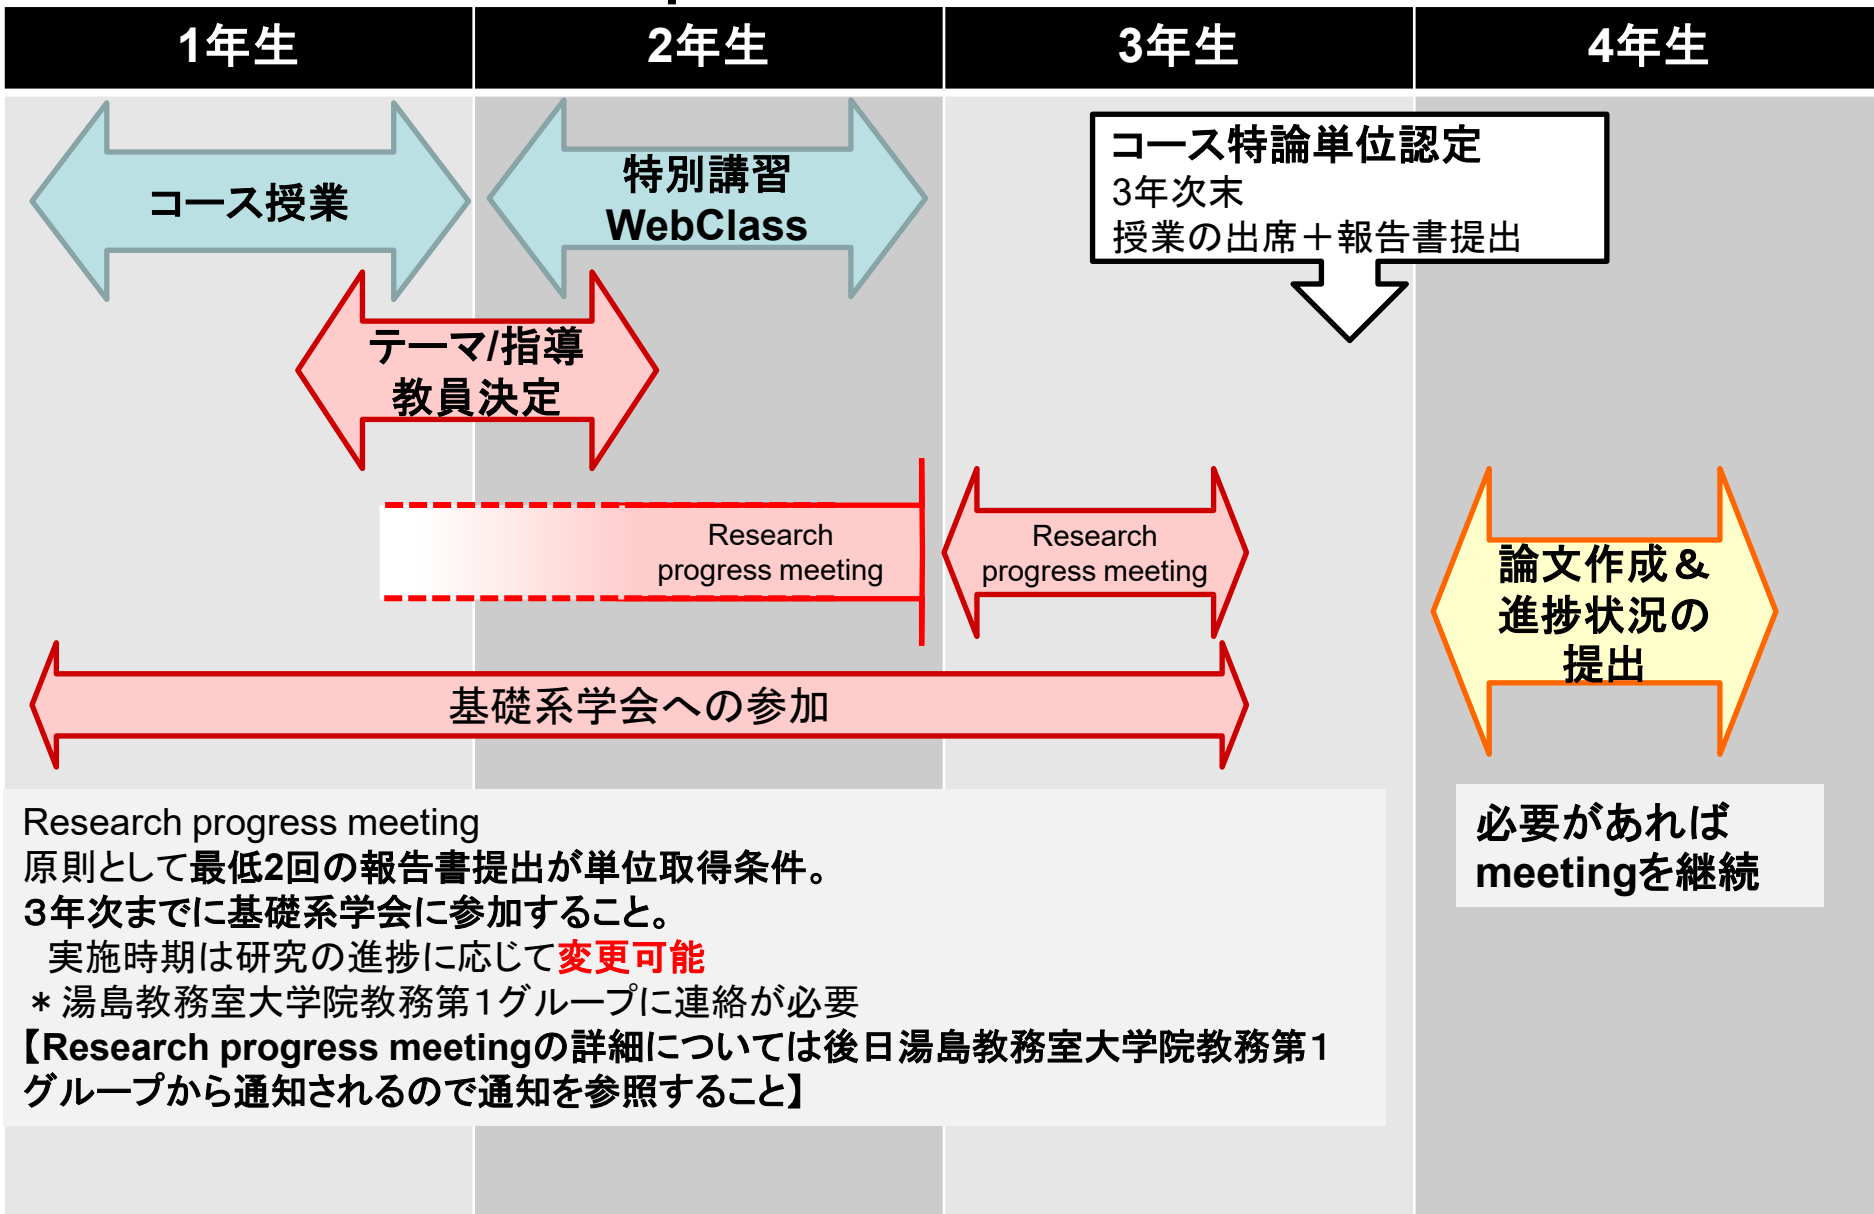 1年生
2年生
3年生
4年生
コース授業
特別講習
WebClass
コース特論単位認定
3年次末
授業の出席＋報告書提出
テーマ/指導
教員決定
Research
progress meeting
Research
progress meeting
論文作成＆
進捗状況の
提出
基礎系学会への参加
Research progress meeting
原則として最低2回の報告書提出が単位取得条件。
３年次までに基礎系学会に参加すること。
実施時期は研究の進捗に応じて変更可能
＊湯島教務室大学院教務第１グループに連絡が必要
【Research progress meetingの詳細については後日湯島教務室大学院教務第１
グループから通知されるので通知を参照すること】
必要があれば
meetingを継続